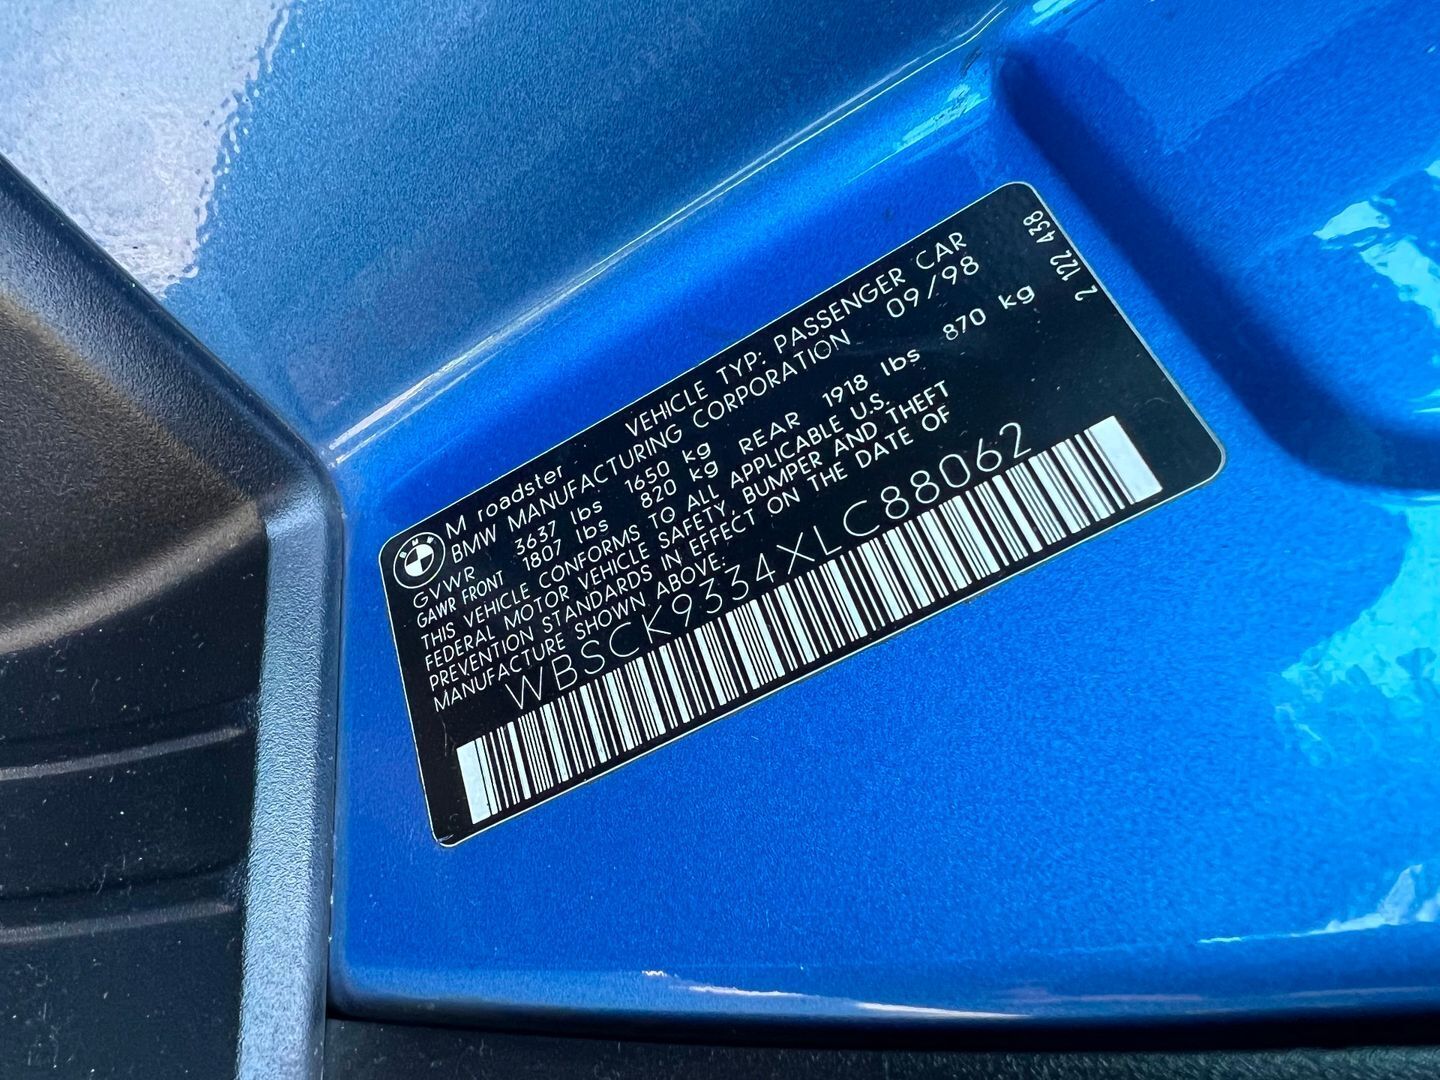 BMW
M roadster VEHICLE TYP: PASSENGER CAR
BMW MANUFACTURING CORPORATION 09/98
GVWR 3637 lbs 1650 kg
GAWR FRONT 1807 lbs 820 kg REAR 1918 lbs 870 kg
THIS VEHICLE CONFORMS TO ALL APPLICABLE U.S.
FEDERAL MOTOR VEHICLE SAFETY, BUMPER AND THEFT
PREVENTION STANDARDS IN EFFECT ON THE DATE OF
MANUFACTURE SHOWN ABOVE:
WBSCK9334XLC88062
2 122 438